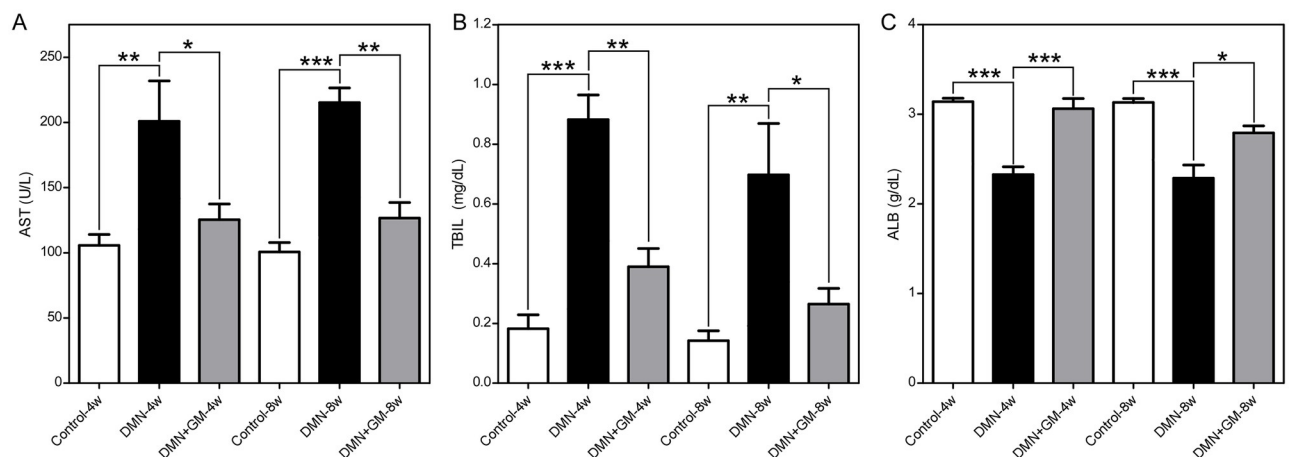 A
AST (U/L)
250
200
150
100
50
0
** * *** **
Control-4w
DMN-4w
DMN+GM-4w
Control-8w
DMN-8w
DMN+GM-8w
B
TBIL (mg/dL)
1.2
1.0
0.8
0.6
0.4
0.2
0.0
*** ** ** *
Control-4w
DMN-4w
DMN+GM-4w
Control-8w
DMN-8w
DMN+GM-8w
C
ALB (g/dL)
4
3
2
1
0
*** *** *** *
Control-4w
DMN-4w
DMN+GM-4w
Control-8w
DMN-8w
DMN+GM-8w